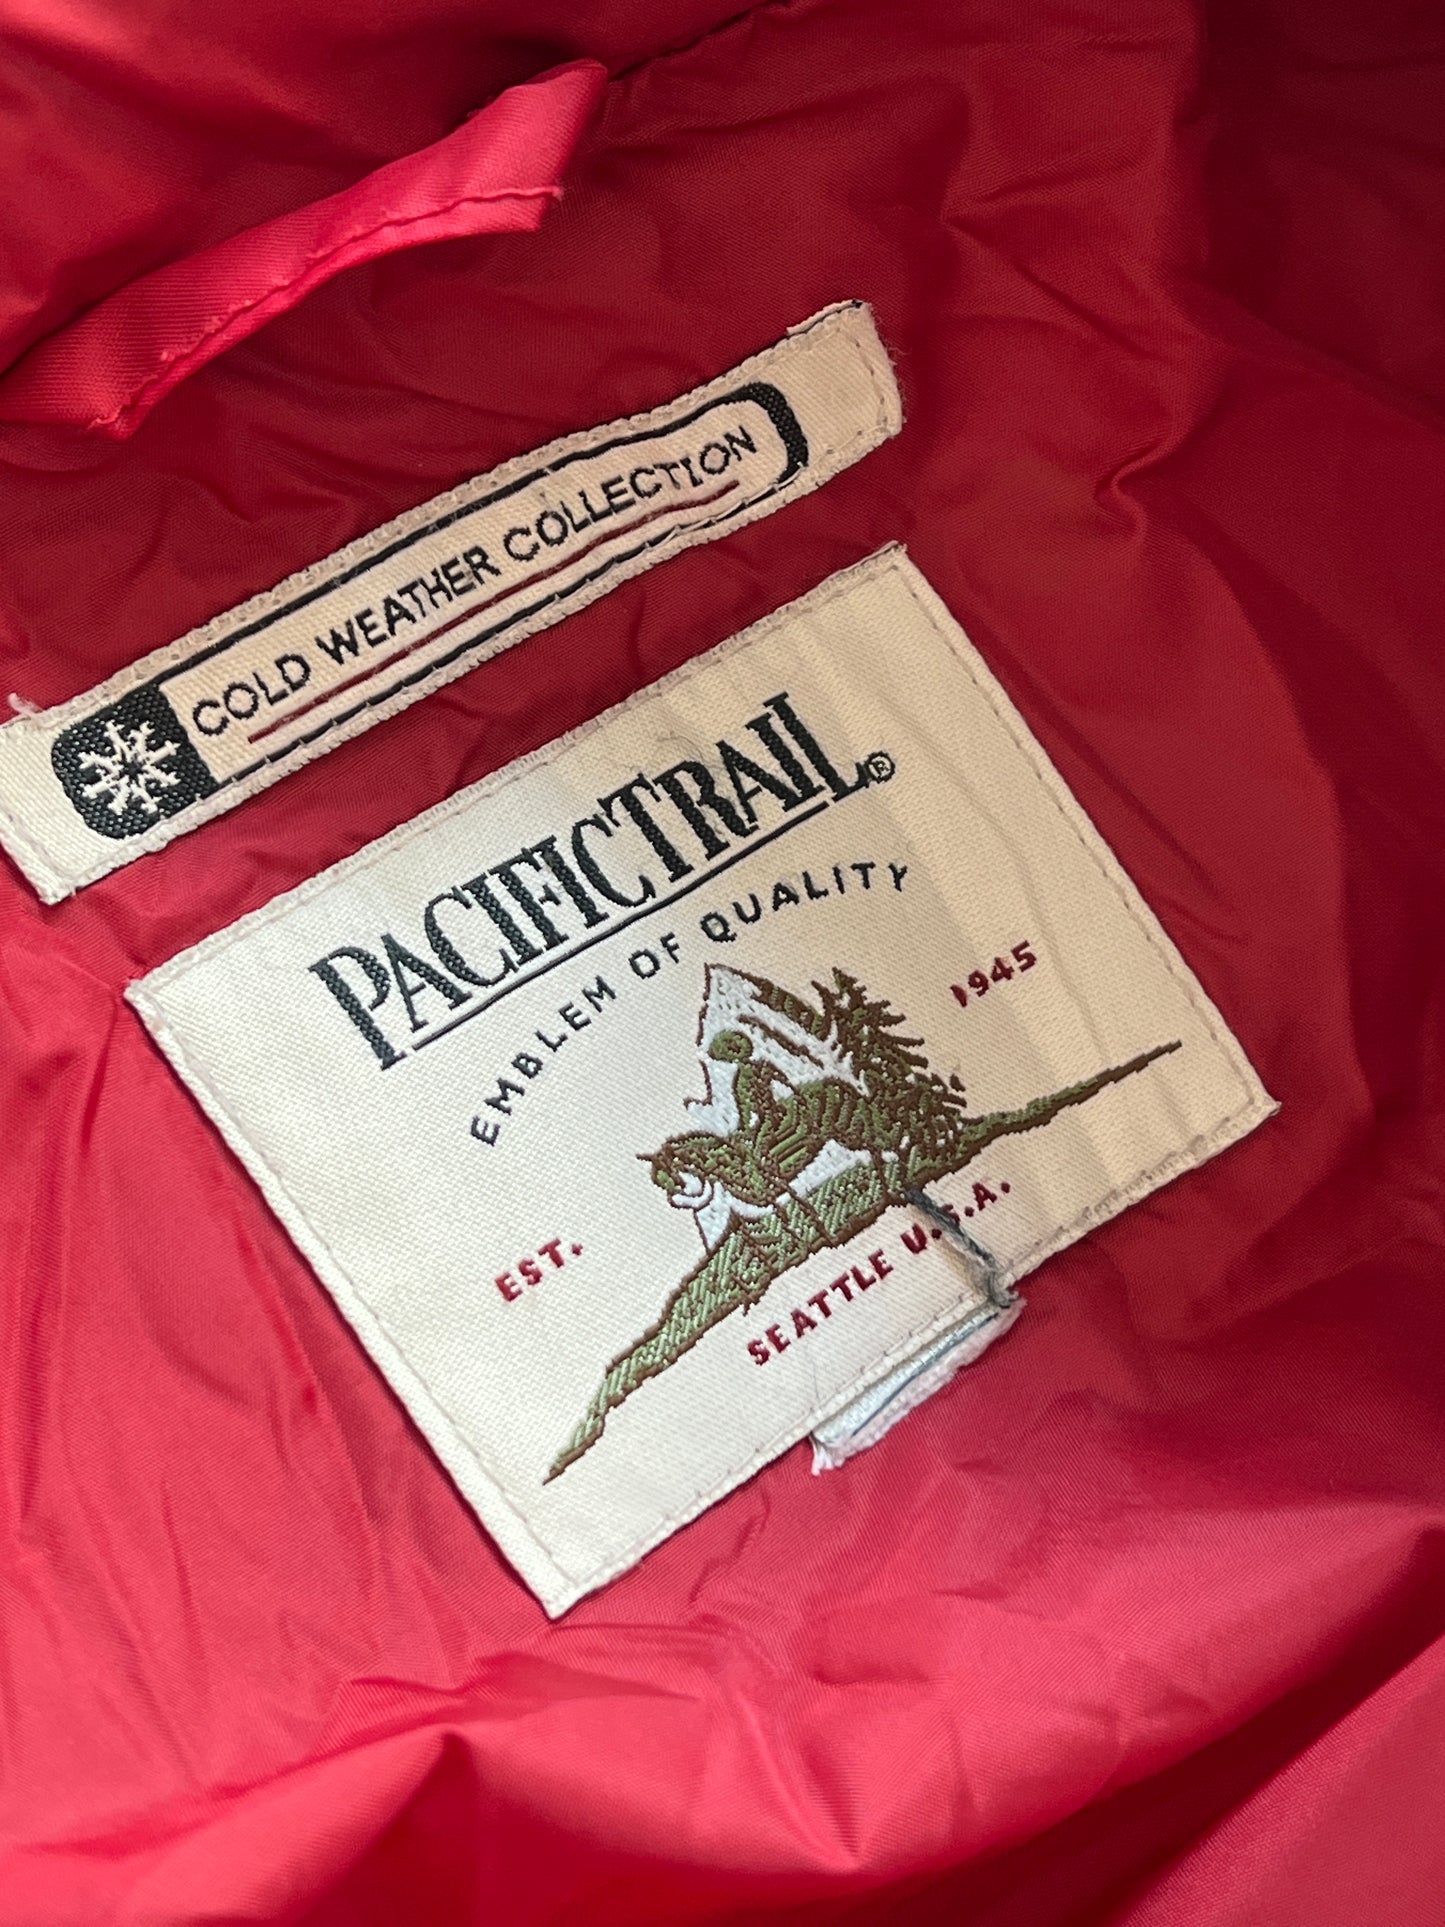 COLD WEATHER COLLECTION
PACIFICTRAIL®
EMBLEM OF QUALITY
EST. 1945
SEATTLE U.S.A.